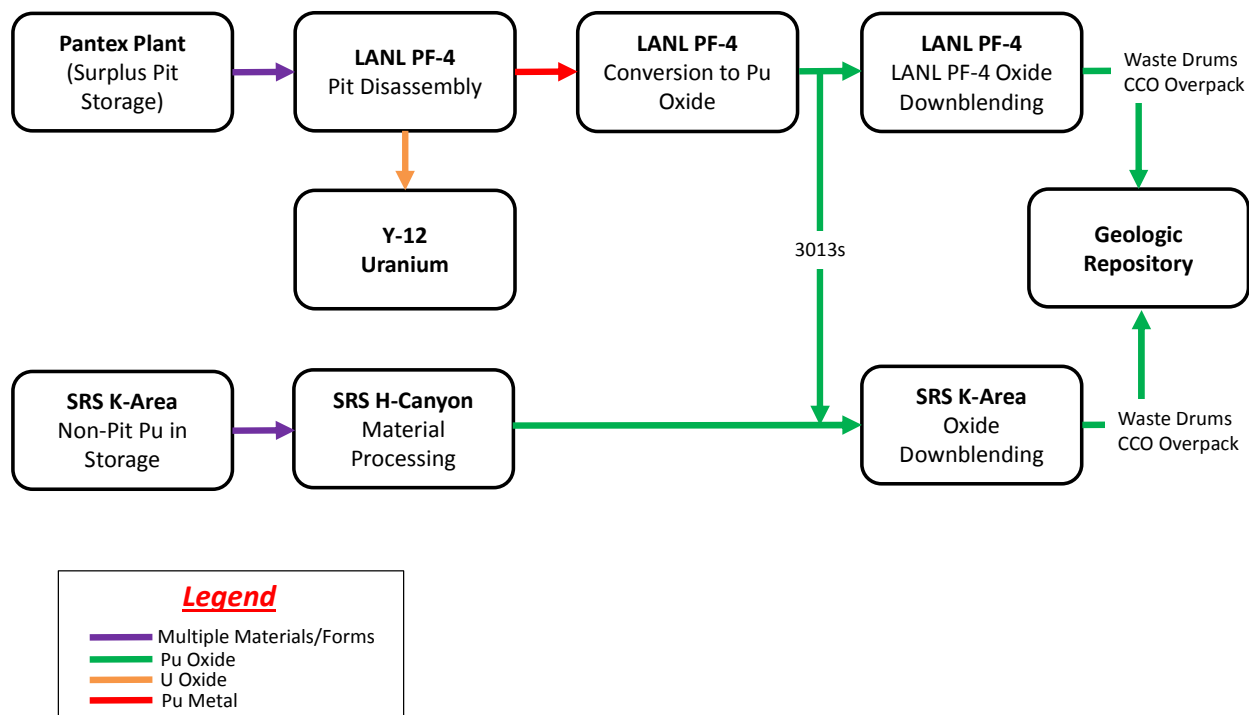 Pantex Plant
(Surplus Pit
Storage)
LANL PF-4
Pit Disassembly
LANL PF-4
Conversion to Pu
Oxide
LANL PF-4
LANL PF-4 Oxide
Downblending
Waste Drums
CCO Overpack
Y-12
Uranium
3013s
Geologic
Repository
SRS K-Area
Non-Pit Pu in
Storage
SRS H-Canyon
Material
Processing
SRS K-Area
Oxide
Downblending
Waste Drums
CCO Overpack
Legend
Multiple Materials/Forms
Pu Oxide
U Oxide
Pu Metal